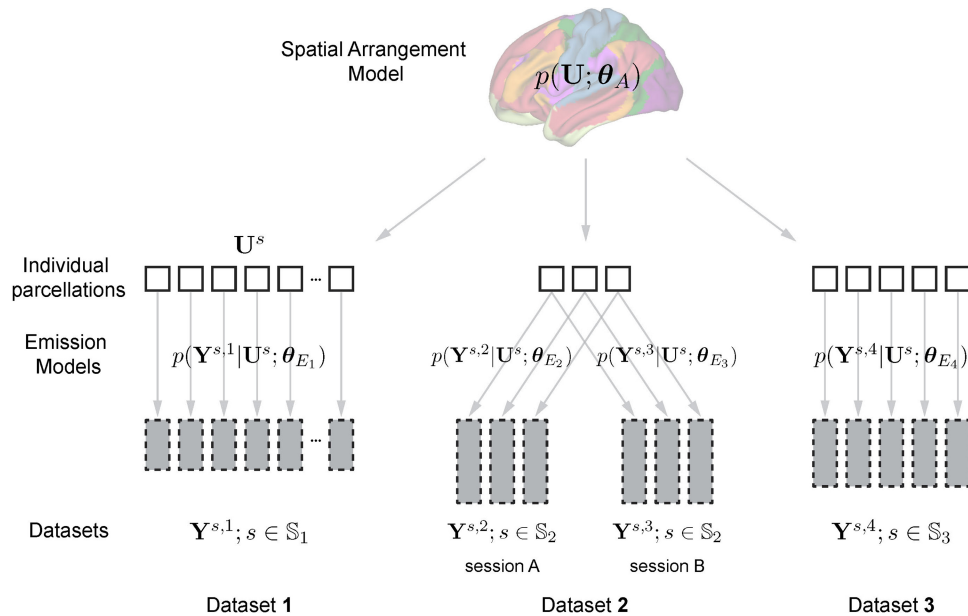 Spatial Arrangement
Model
p(U; θ_A)
U^s
Individual
parcellations
...
Emission
Models
p(Y^{s,1}|U^s; θ_{E_1})
p(Y^{s,2}|U^s; θ_{E_2})
p(Y^{s,3}|U^s; θ_{E_3})
p(Y^{s,4}|U^s; θ_{E_4})
...
Datasets
Y^{s,1}; s ∈ 𝕊_1
Y^{s,2}; s ∈ 𝕊_2
Y^{s,3}; s ∈ 𝕊_2
Y^{s,4}; s ∈ 𝕊_3
session A
session B
Dataset 1
Dataset 2
Dataset 3